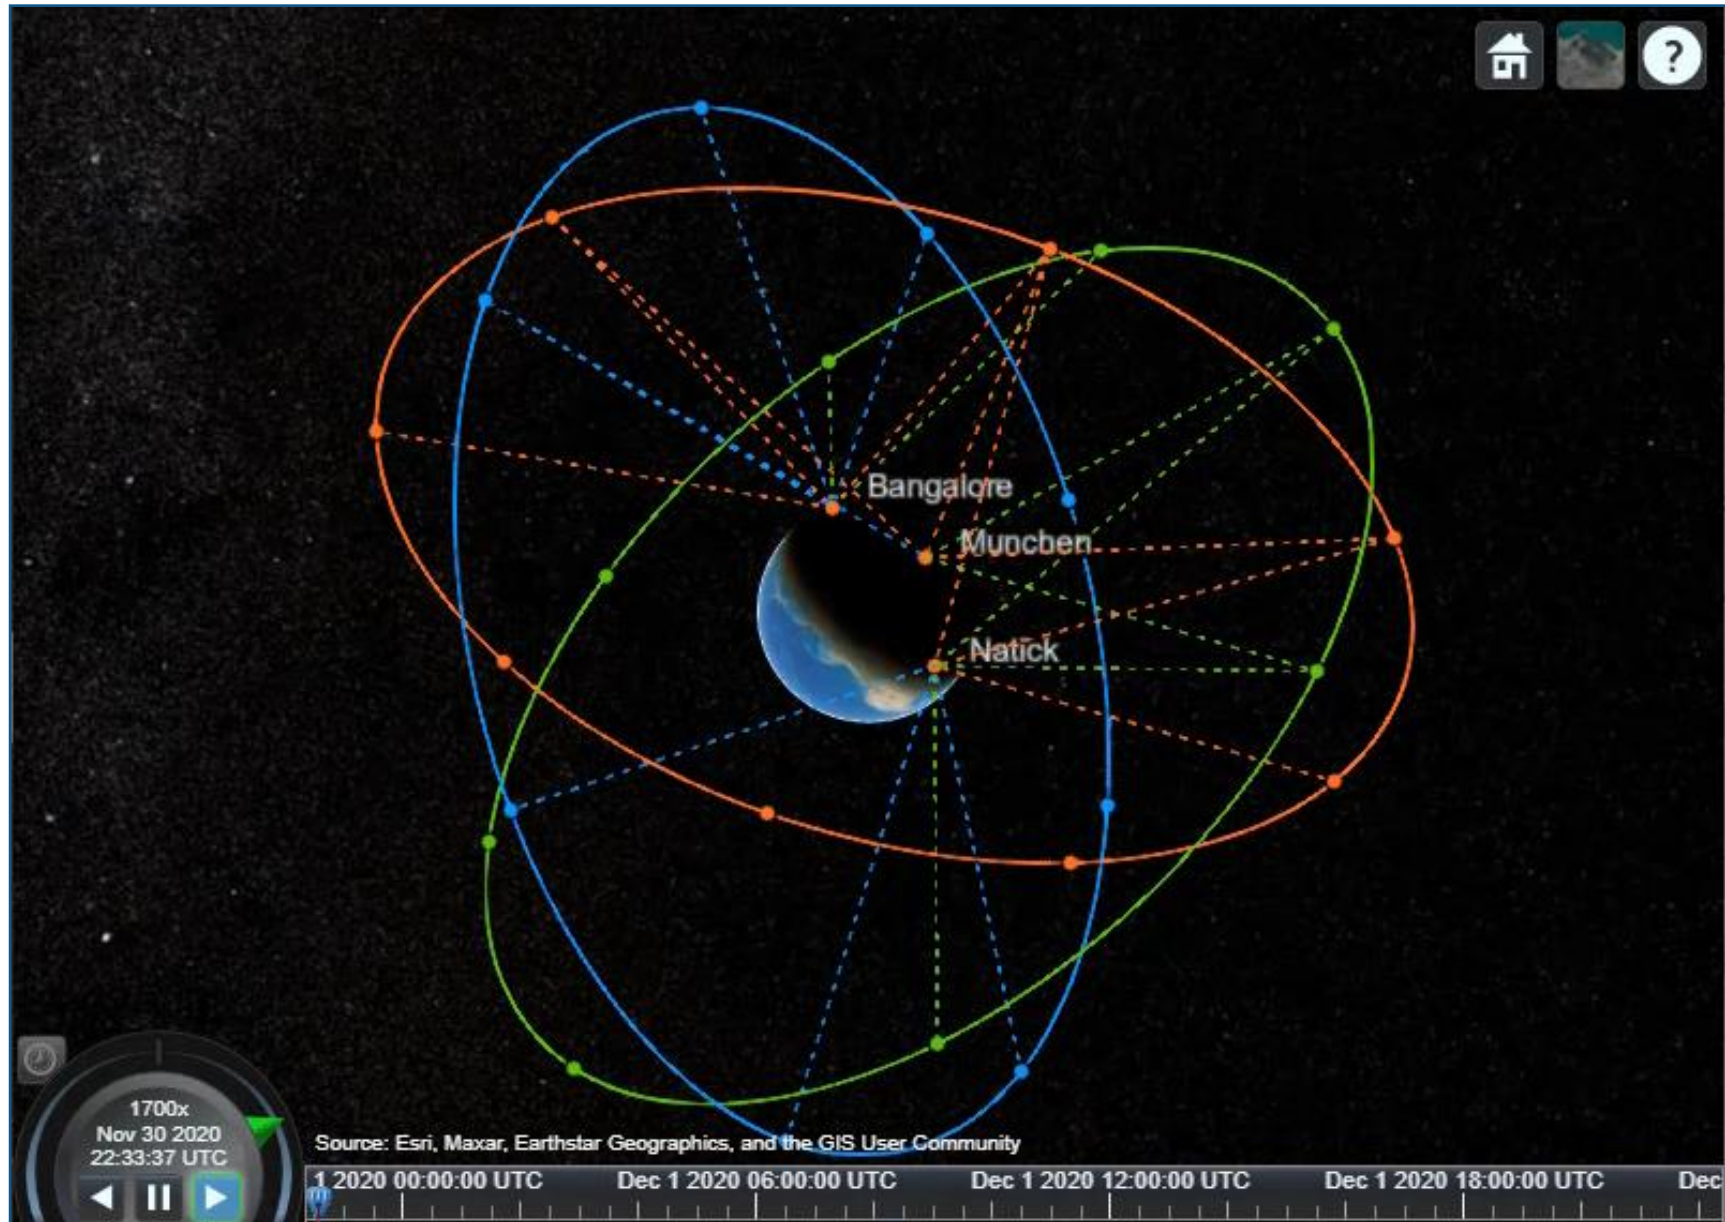 ?
Bangalore
Munchen
Natick
1700x
Nov 30 2020
22:33:37 UTC
Source: Esri, Maxar, Earthstar Geographics, and the GIS User Community
1 2020 00:00:00 UTC
Dec 1 2020 06:00:00 UTC
Dec 1 2020 12:00:00 UTC
Dec 1 2020 18:00:00 UTC
Dec